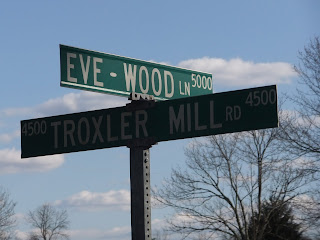 EVE - WOOD LN 5000
4500 TROXLER MILL RD 4500